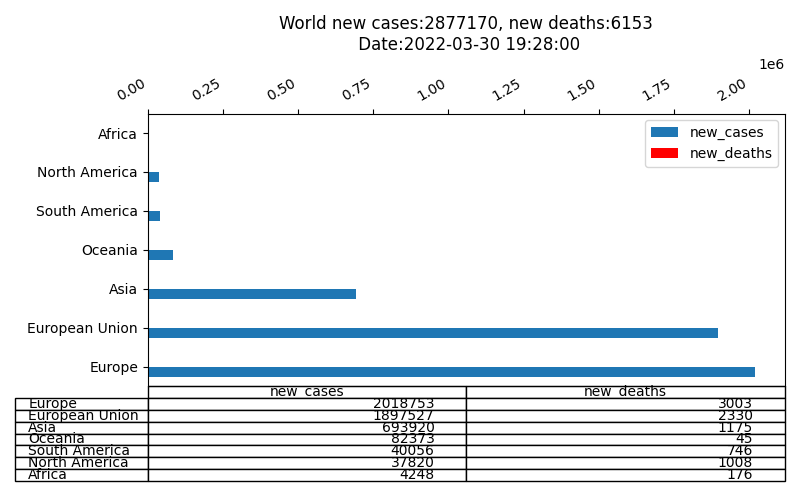 World new cases:2877170, new deaths:6153
Date:2022-03-30 19:28:00
1e6
0.00 0.25 0.50 0.75 1.00 1.25 1.50 1.75 2.00
Africa
North America
South America
Oceania
Asia
European Union
Europe
new_cases
new_deaths
new_cases new_deaths
Europe 2018753 3003
European Union 1897527 2330
Asia 693920 1175
Oceania 82373 45
South America 40056 746
North America 37820 1008
Africa 4248 176